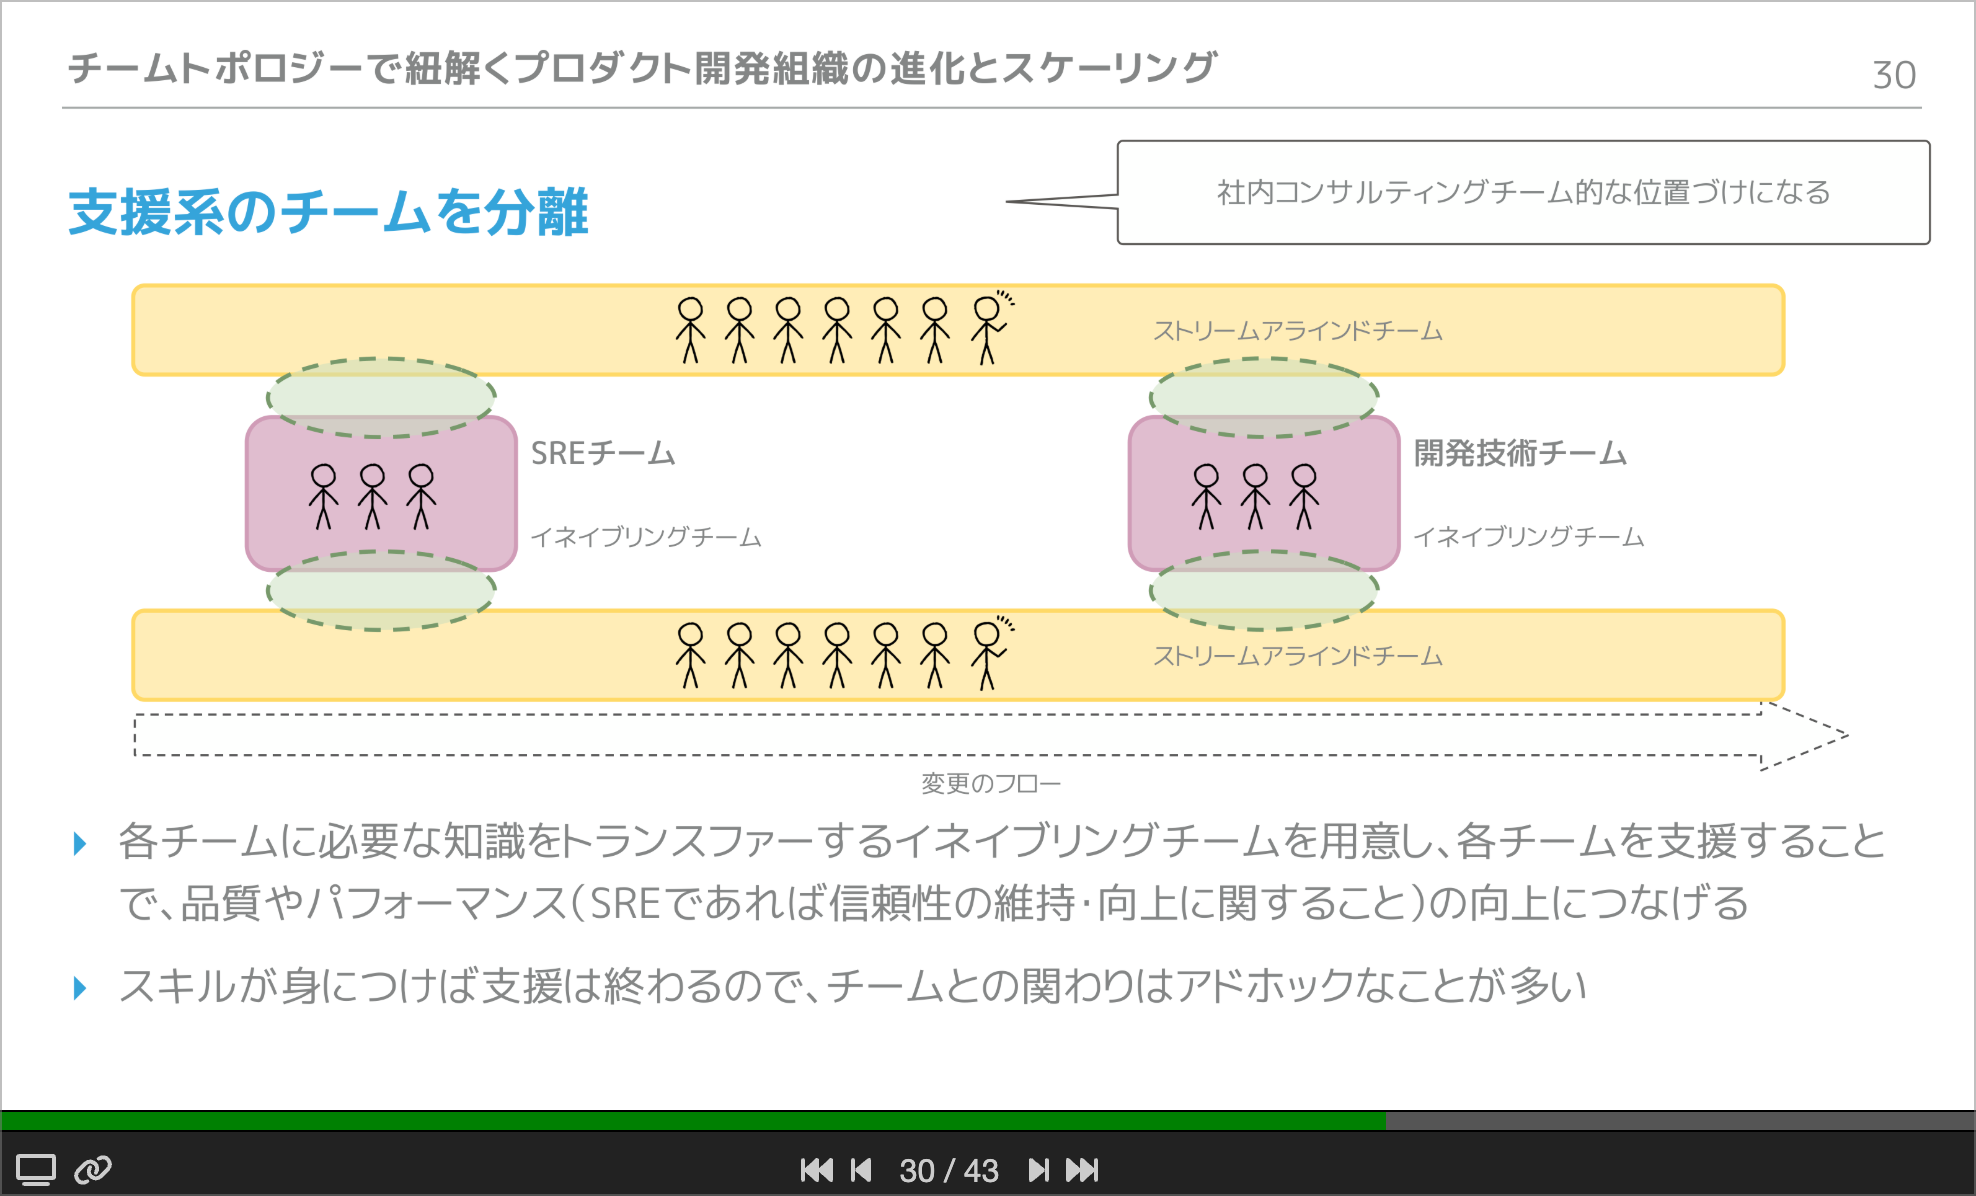 チームトポロジーで紐解くプロダクト開発組織の進化とスケーリング
30
支援系のチームを分離
社内コンサルティングチーム的な位置づけになる
ストリームアラインドチーム
SREチーム
開発技術チーム
イネイブリングチーム
イネイブリングチーム
ストリームアラインドチーム
変更のフロー
各チームに必要な知識をトランスファーするイネイブリングチームを用意し、各チームを支援すること
で、品質やパフォーマンス(SREであれば信頼性の維持・向上に関すること)の向上につなげる
スキルが身につけば支援は終わるので、チームとの関わりはアドホックなことが多い
30 / 43